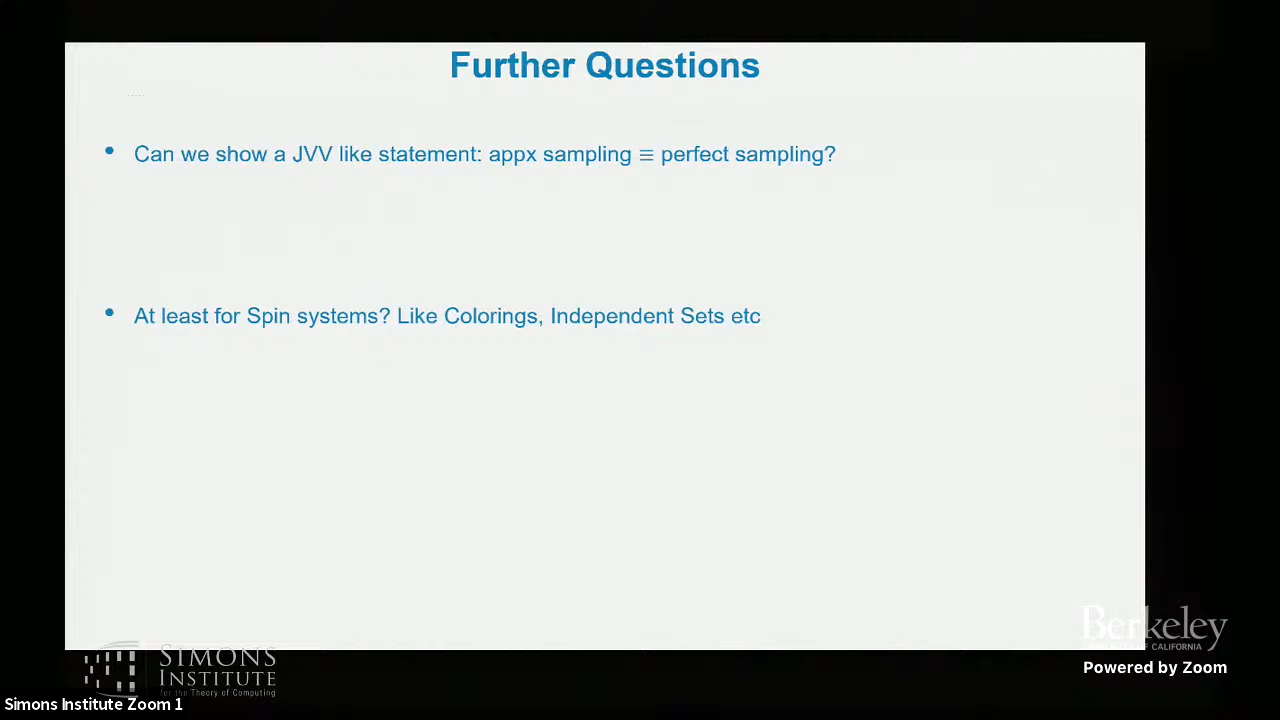 Further Questions
• Can we show a JVV like statement: appx sampling ≡ perfect sampling?
• At least for Spin systems? Like Colorings, Independent Sets etc
Berkeley
OF CALIFORNIA
SIMONS
INSTITUTE
for the Theory of Computing
Powered by Zoom
Simons Institute Zoom 1